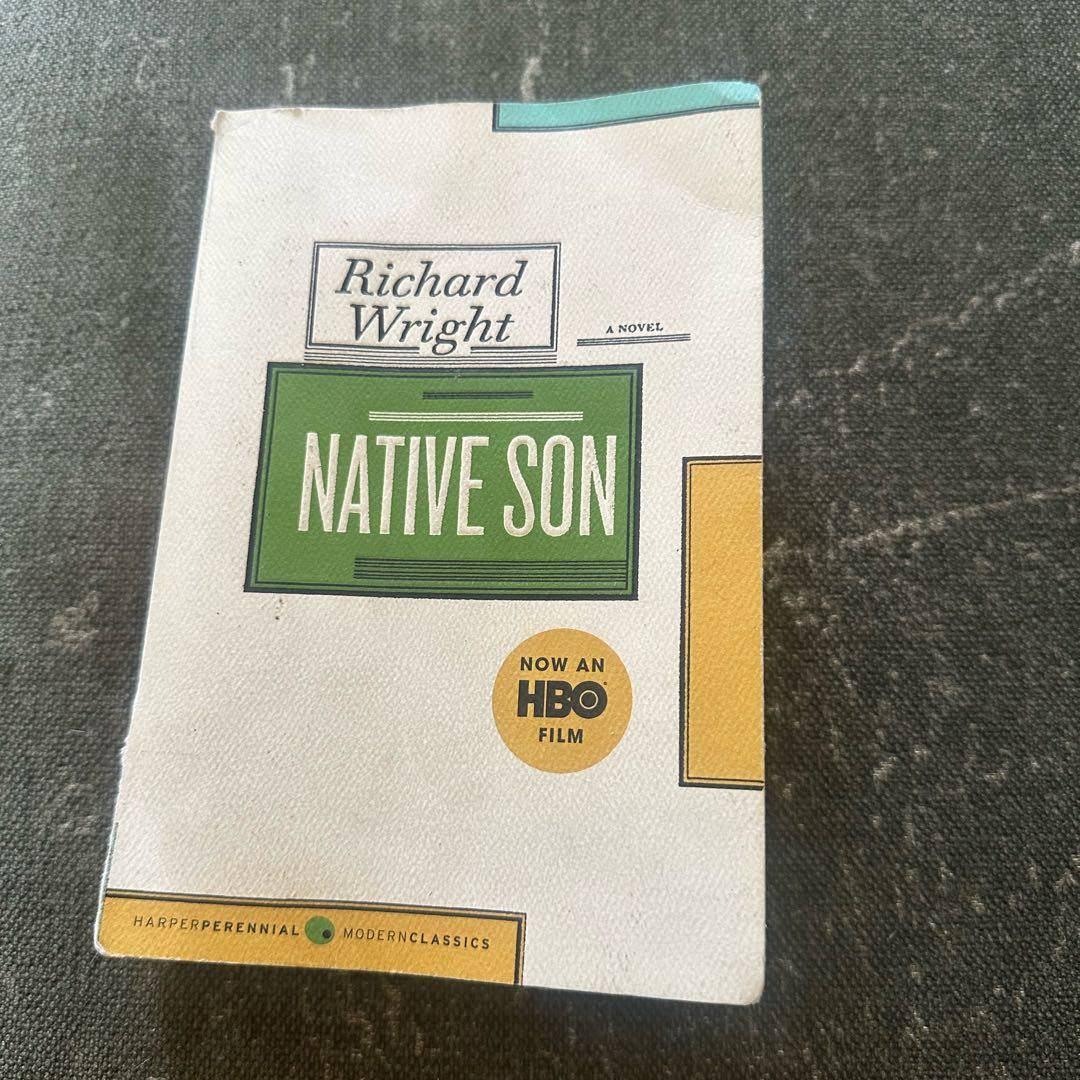 Richard
Wright
A NOVEL
NATIVE SON
NOW AN
HBO
FILM
HARPERPERENNIAL MODERNCLASSICS